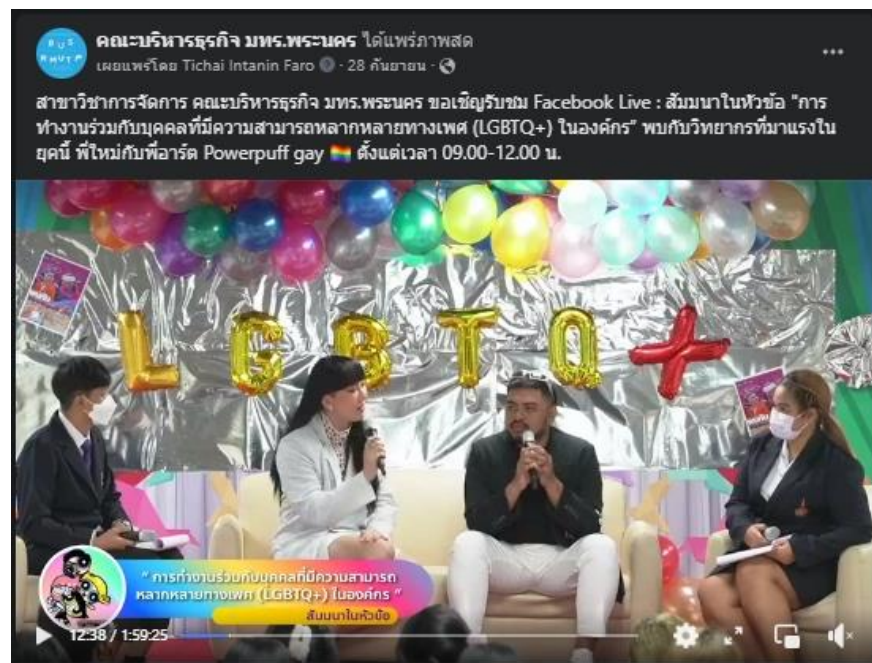 BUS
RMUTP
คณะบริหารธุรกิจ มทร.พระนคร ได้แพร่ภาพสด
เผยแพร่โดย Tichai Intanin Faro · 28 กันยายน ·
สาขาวิชาการจัดการ คณะบริหารธุรกิจ มทร.พระนคร ขอเชิญรับชม Facebook Live : สัมมนาในหัวข้อ "การ
ทำงานร่วมกับบุคคลที่มีความสามารถหลากหลายทางเพศ (LGBTQ+) ในองค์กร" พบกับวิทยากรที่มาแรงใน
ยุคนี้ พี่ใหม่กับพี่อาร์ต Powerpuff gay 🏳️‍🌈 ตั้งแต่เวลา 09.00-12.00 น.
LGBTQ+
" การทำงานร่วมกับบุคคลที่มีความสามารถ
หลากหลายทางเพศ (LGBTQ+) ในองค์กร "
สัมมนาในหัวข้อ
12:38 / 1:59:25